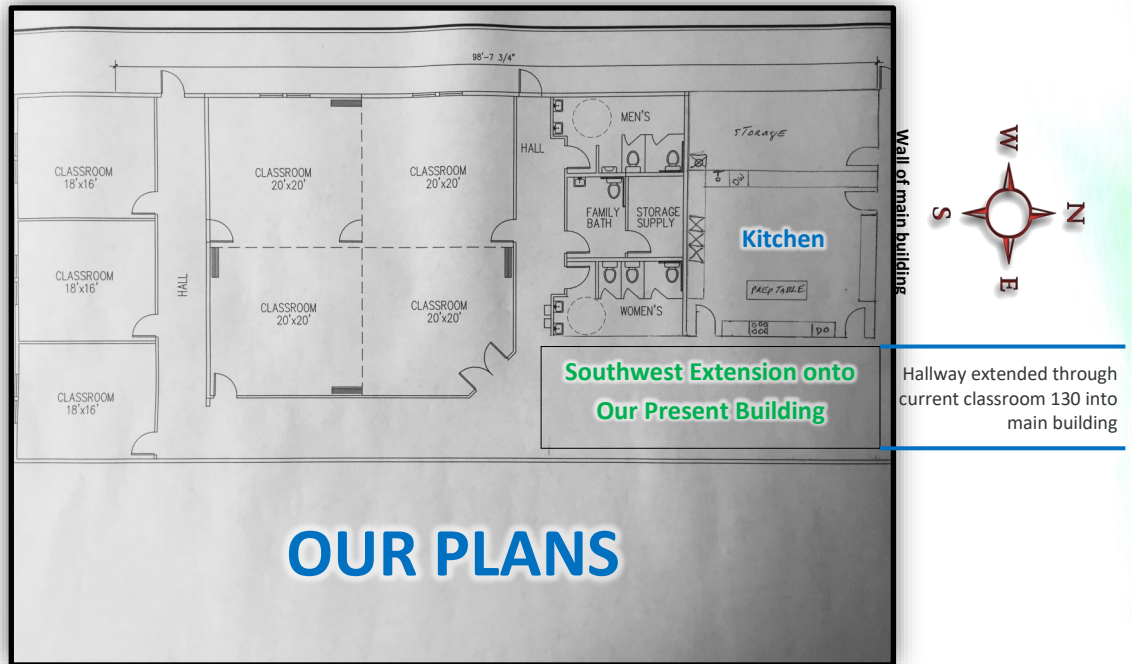 98'-7 3/4"
CLASSROOM
18'x16'
CLASSROOM
20'x20'
CLASSROOM
20'x20'
HALL
MEN'S
STORAGE
DW
FAMILY
BATH
STORAGE
SUPPLY
Kitchen
PREP TABLE
Wall of main building
W
N
S
E
CLASSROOM
18'x16'
HALL
CLASSROOM
20'x20'
CLASSROOM
20'x20'
WOMEN'S
DO
CLASSROOM
18'x16'
Southwest Extension onto
Our Present Building
Hallway extended through
current classroom 130 into
main building
OUR PLANS